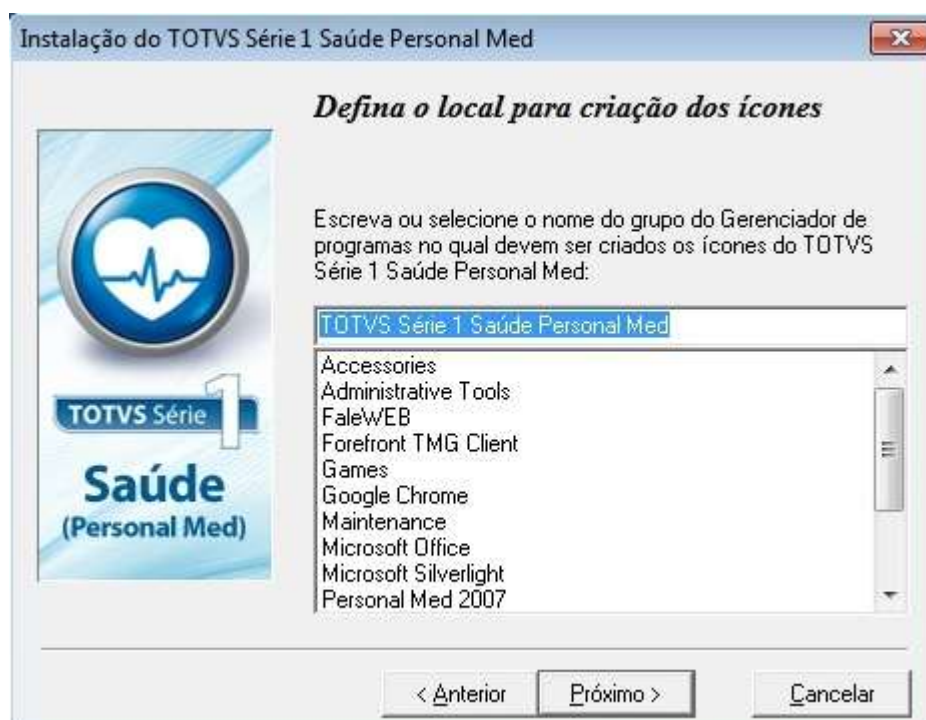 Instalação do TOTVS Série 1 Saúde Personal Med
Defina o local para criação dos ícones
Escreva ou selecione o nome do grupo do Gerenciador de
programas no qual devem ser criados os ícones do TOTVS
Série 1 Saúde Personal Med:
TOTVS Série 1 Saúde Personal Med
Accessories
Administrative Tools
FaleWEB
Forefront TMG Client
Games
Google Chrome
Maintenance
Microsoft Office
Microsoft Silverlight
Personal Med 2007
TOTVS Série 1
Saúde
(Personal Med)
< Anterior
Próximo >
Cancelar